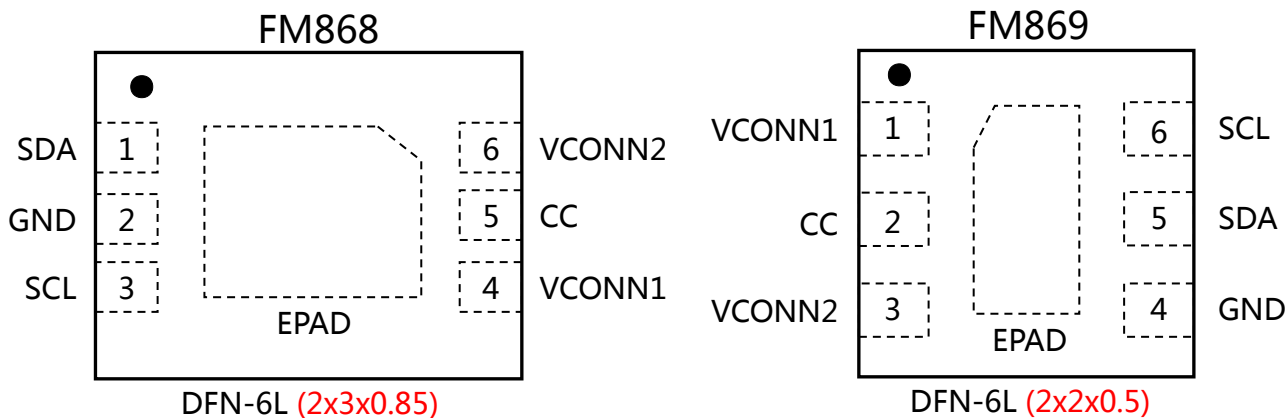 FM868
SDA 1 6 VCONN2
GND 2 5 CC
SCL 3 4 VCONN1
EPAD
DFN-6L (2x3x0.85)
FM869
VCONN1 1 6 SCL
CC 2 5 SDA
VCONN2 3 4 GND
EPAD
DFN-6L (2x2x0.5)